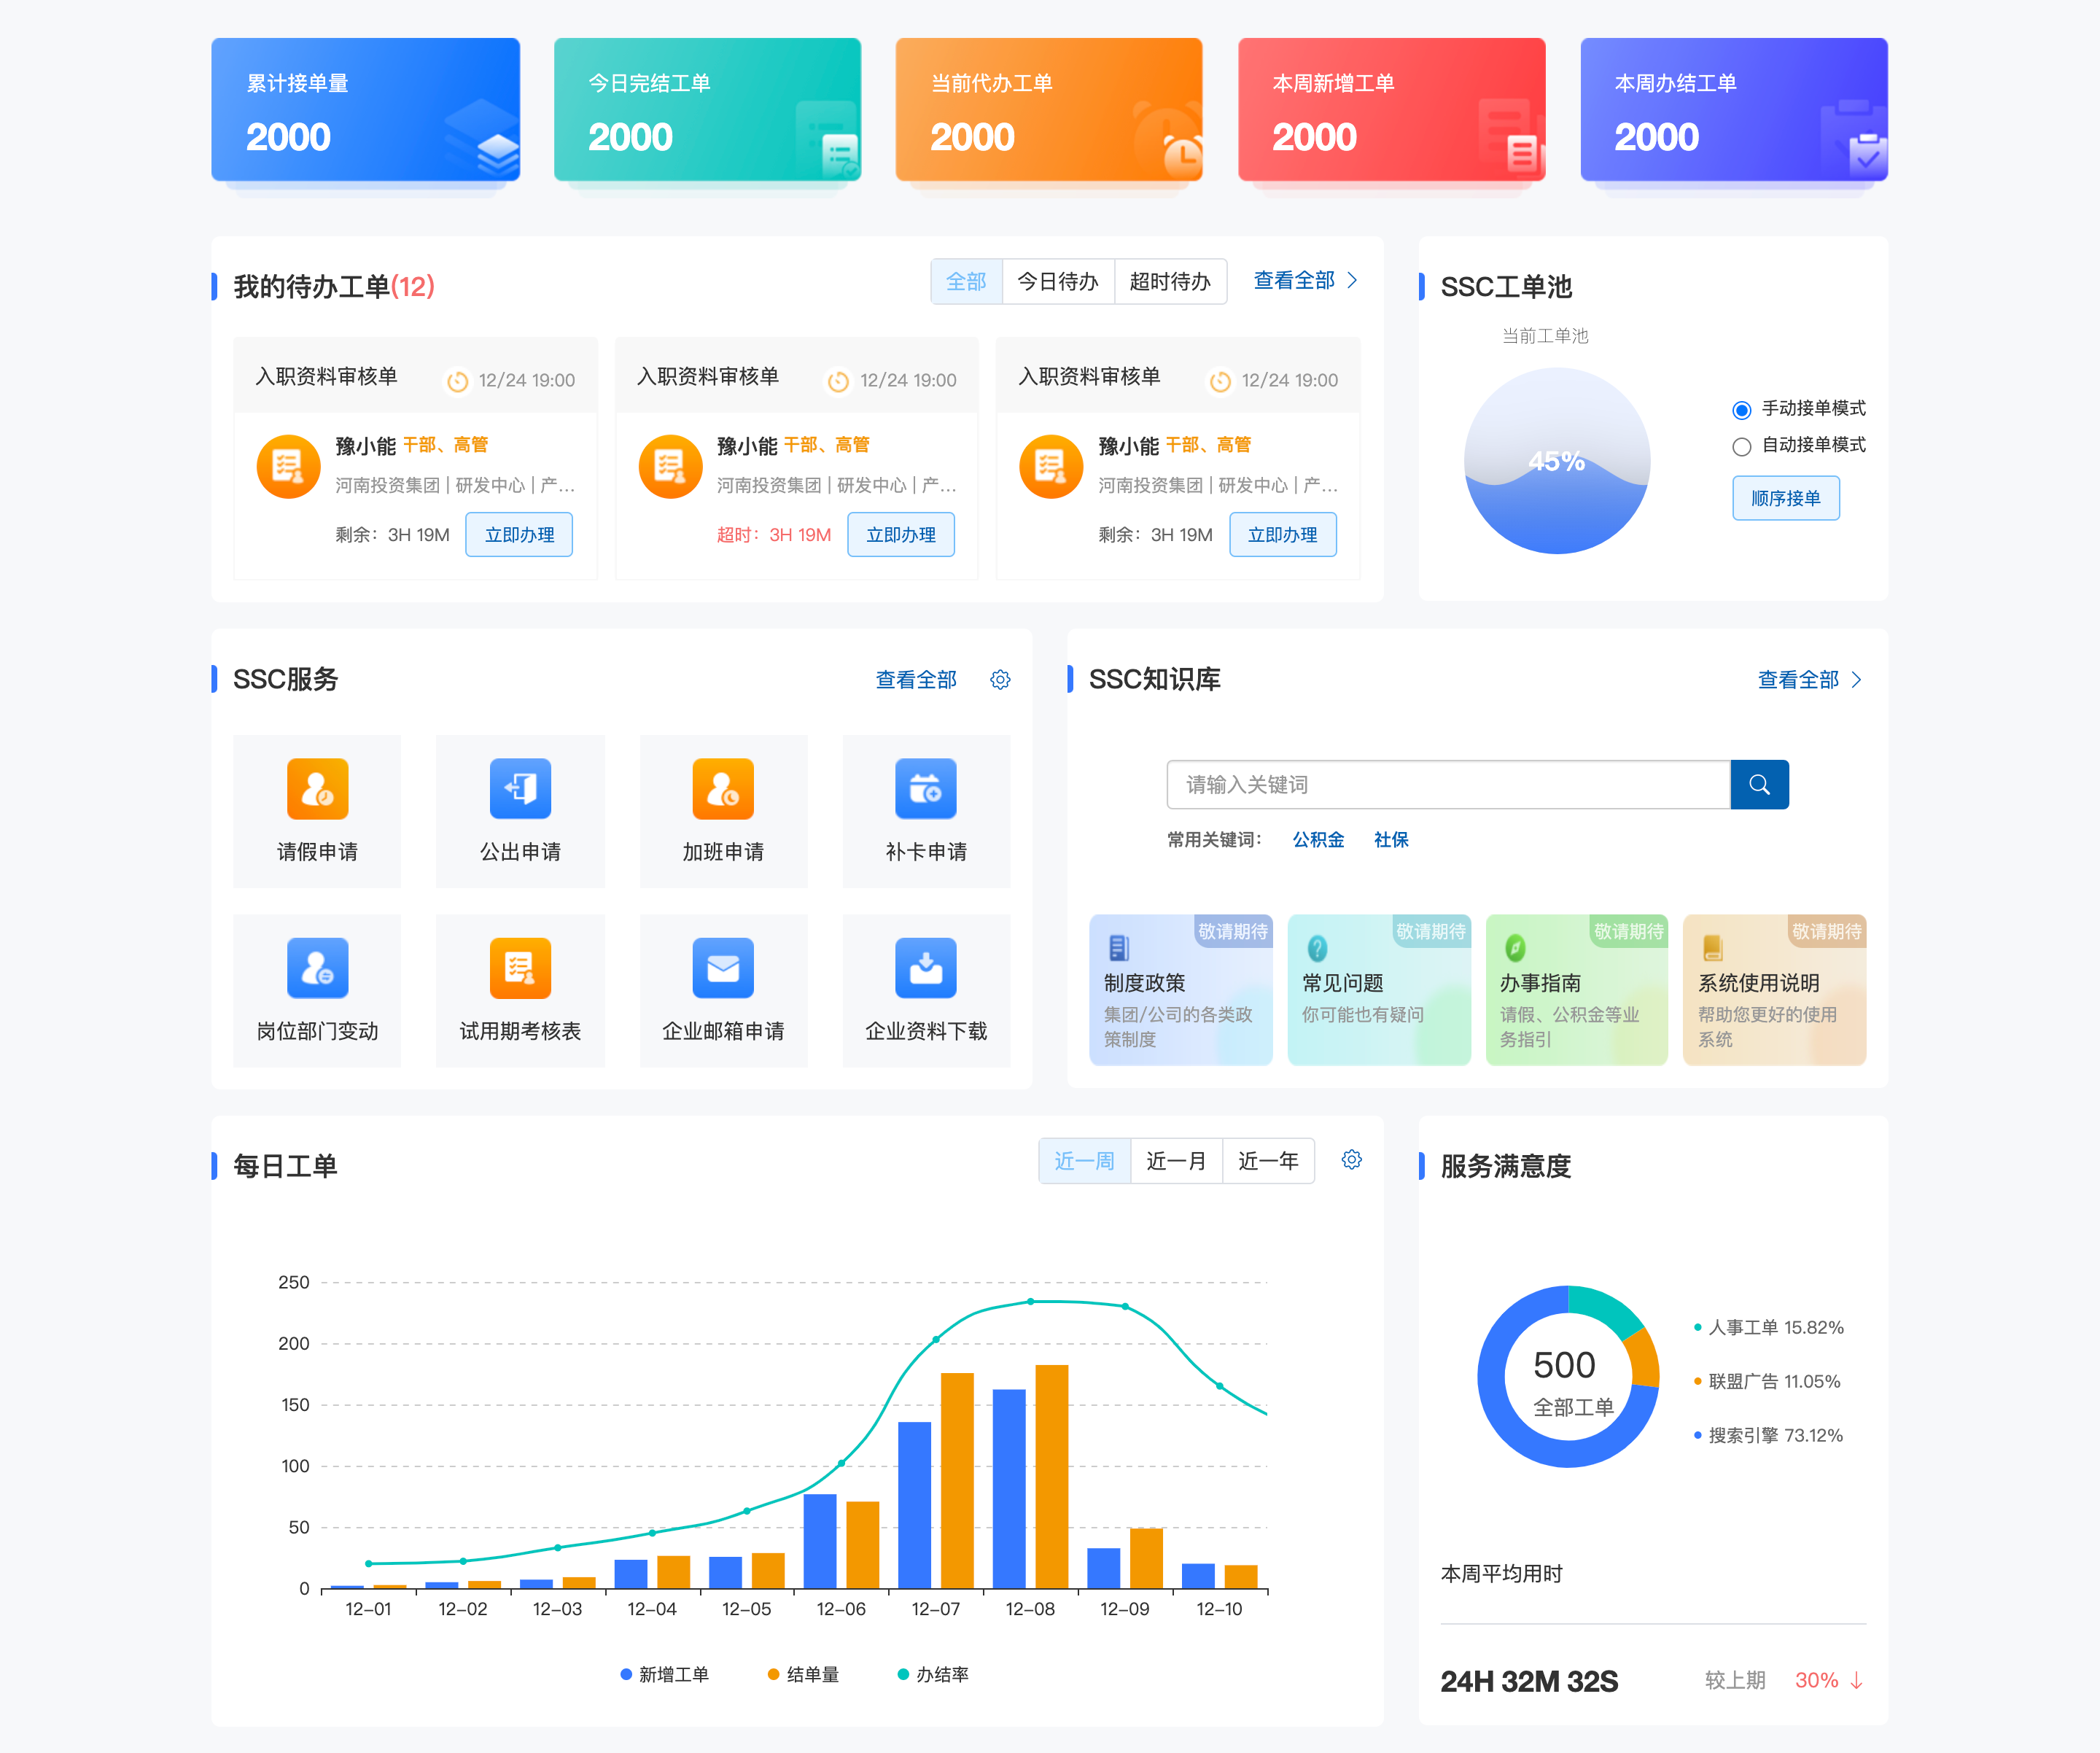 累计接单量
2000
今日完结工单
2000
当前代办工单
2000
本周新增工单
2000
本周办结工单
2000
我的待办工单(12)
全部 今日待办 超时待办 查看全部
入职资料审核单 12/24 19:00
豫小能 干部、高管
河南投资集团 | 研发中心 | 产...
剩余：3H 19M 立即办理
入职资料审核单 12/24 19:00
豫小能 干部、高管
河南投资集团 | 研发中心 | 产...
超时：3H 19M 立即办理
入职资料审核单 12/24 19:00
豫小能 干部、高管
河南投资集团 | 研发中心 | 产...
剩余：3H 19M 立即办理
SSC工单池
当前工单池
45%
手动接单模式
自动接单模式
顺序接单
SSC服务 查看全部
请假申请 公出申请 加班申请 补卡申请
岗位部门变动 试用期考核表 企业邮箱申请 企业资料下载
SSC知识库 查看全部
请输入关键词
常用关键词： 公积金 社保
敬请期待
制度政策
集团/公司的各类政
策制度
敬请期待
常见问题
你可能也有疑问
敬请期待
办事指南
请假、公积金等业
务指引
敬请期待
系统使用说明
帮助您更好的使用
系统
每日工单
近一周 近一月 近一年
250
200
150
100
50
0
12-01 12-02 12-03 12-04 12-05 12-06 12-07 12-08 12-09 12-10
新增工单 结单量 办结率
服务满意度
500
全部工单
人事工单 15.82%
联盟广告 11.05%
搜索引擎 73.12%
本周平均用时
24H 32M 32S 较上期 30% ↓